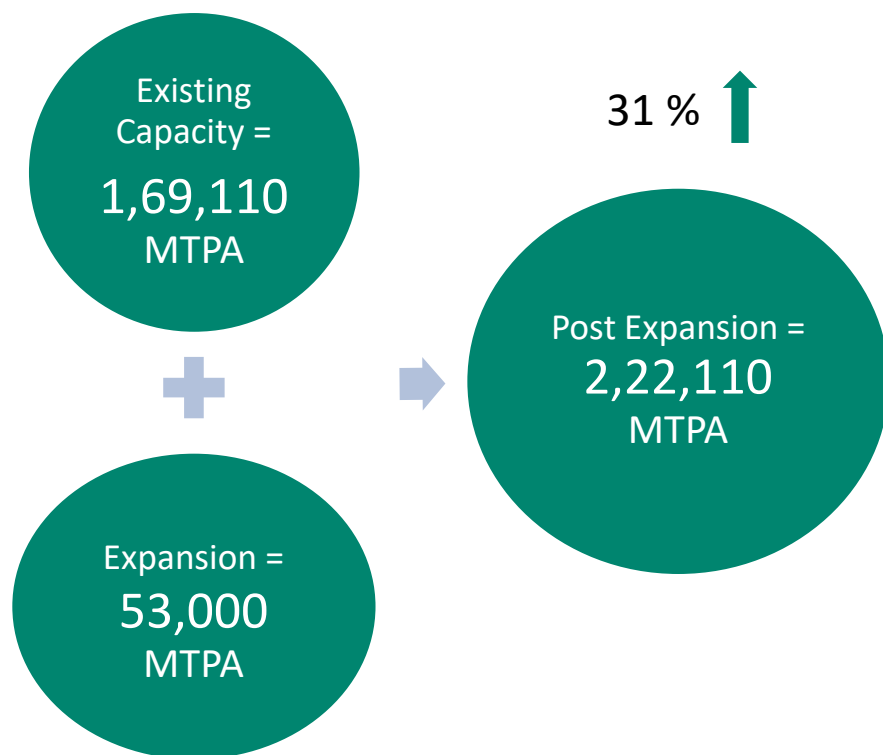 Existing
Capacity =
1,69,110
MTPA
Expansion =
53,000
MTPA
31 %
Post Expansion =
2,22,110
MTPA